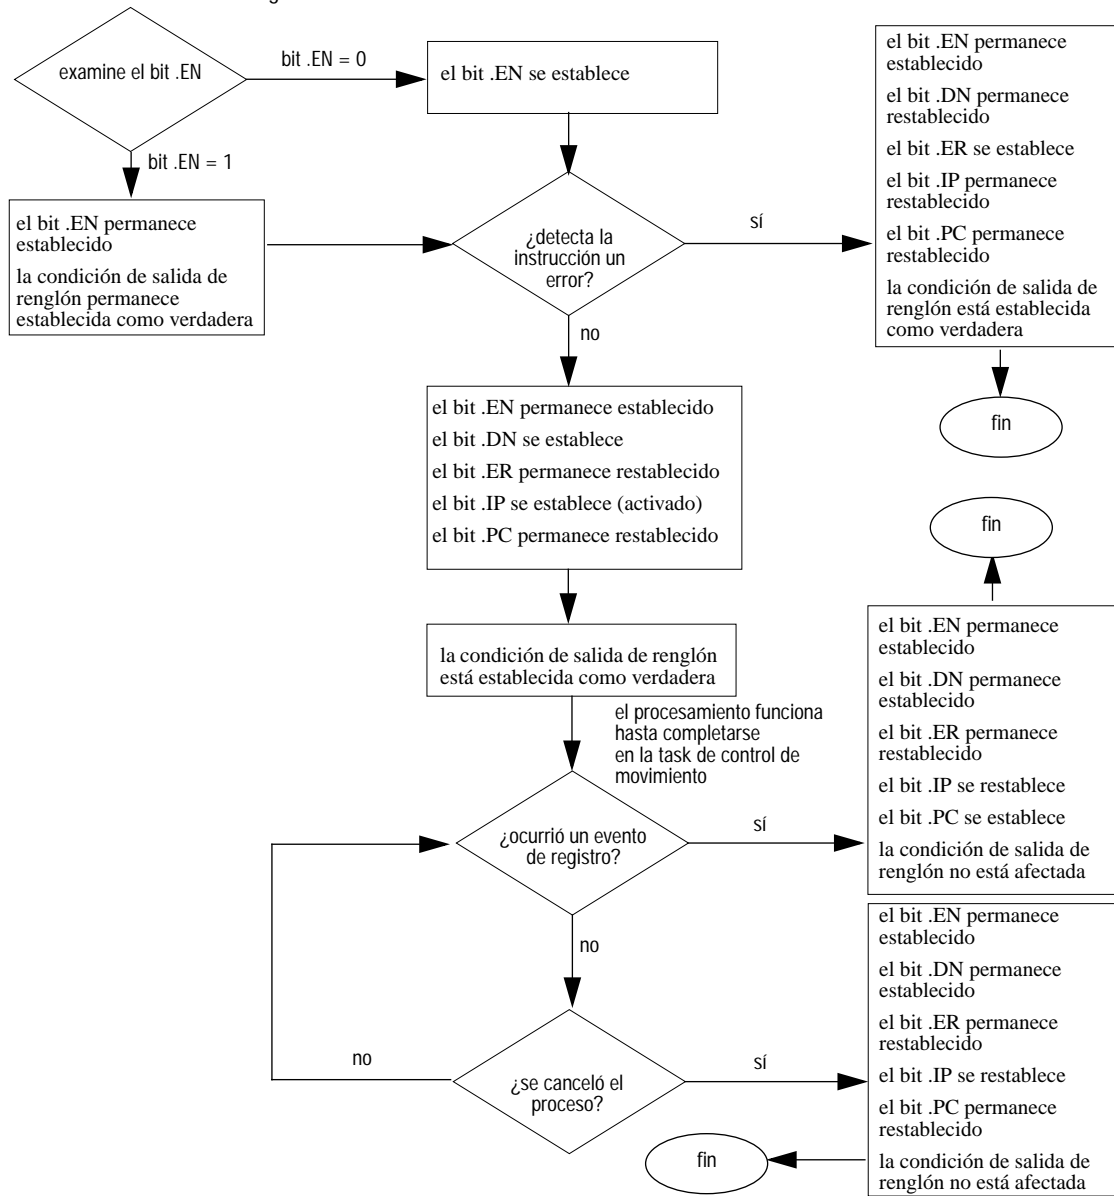 examine el bit .EN
bit .EN = 0
el bit .EN se establece
bit .EN = 1
el bit .EN permanece
establecido
la condición de salida de
renglón permanece
establecida como verdadera
¿detecta la
instrucción un
error?
sí
el bit .EN permanece
establecido
el bit .DN permanece
restablecido
el bit .ER se establece
el bit .IP permanece
restablecido
el bit .PC permanece
restablecido
la condición de salida de
renglón está establecida
como verdadera
fin
no
el bit .EN permanece establecido
el bit .DN se establece
el bit .ER permanece restablecido
el bit .IP se establece (activado)
el bit .PC permanece restablecido
la condición de salida de renglón
está establecida como verdadera
el procesamiento funciona
hasta completarse
en la task de control de
movimiento
¿ocurrió un evento
de registro?
sí
fin
el bit .EN permanece
establecido
el bit .DN permanece
establecido
el bit .ER permanece
restablecido
el bit .IP se restablece
el bit .PC se establece
la condición de salida de
renglón no está afectada
no
¿se canceló el
proceso?
no
sí
el bit .EN permanece
establecido
el bit .DN permanece
establecido
el bit .ER permanece
restablecido
el bit .IP se restablece
el bit .PC permanece
restablecido
la condición de salida de
renglón no está afectada
fin